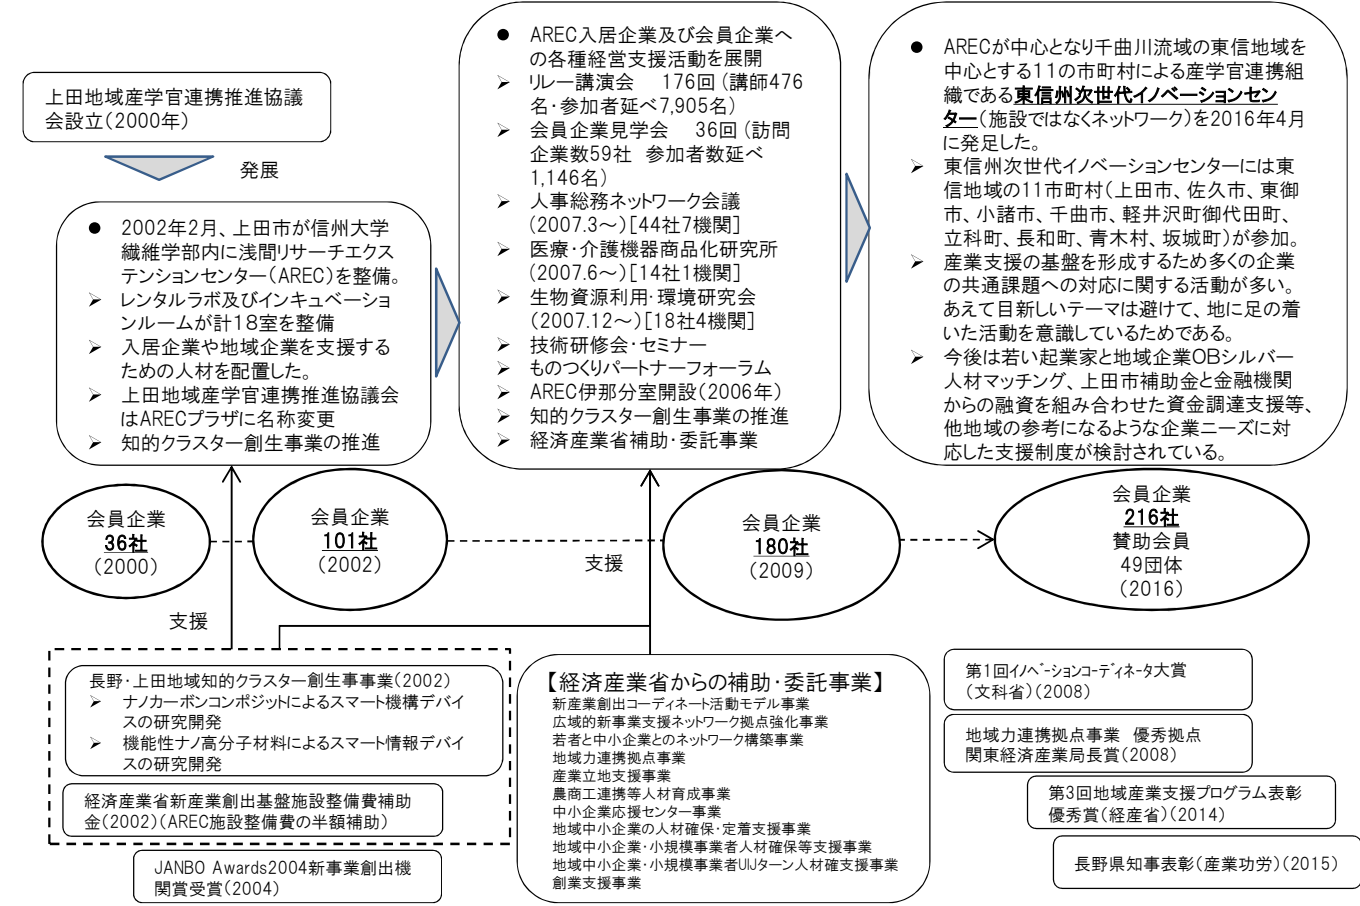 上田地域産学官連携推進協議
会設立(2000年)
発展
● 2002年2月、上田市が信州大学
繊維学部内に浅間リサーチエクス
テンションセンター(AREC)を整備。
➢ レンタルラボ及びインキュベーショ
ンルームが計18室を整備
➢ 入居企業や地域企業を支援する
ための人材を配置した。
➢ 上田地域産学官連携推進協議会
はARECプラザに名称変更
➢ 知的クラスター創生事業の推進
● AREC入居企業及び会員企業へ
の各種経営支援活動を展開
➢ リレー講演会 176回(講師476
名・参加者延べ7,905名)
➢ 会員企業見学会 36回(訪問
企業数59社 参加者数延べ
1,146名)
➢ 人事総務ネットワーク会議
(2007.3～)[44社7機関]
➢ 医療・介護機器商品化研究所
(2007.6～)[14社1機関]
➢ 生物資源利用・環境研究会
(2007.12～)[18社4機関]
➢ 技術研修会・セミナー
➢ ものつくりパートナーフォーラム
➢ AREC伊那分室開設(2006年)
➢ 知的クラスター創生事業の推進
➢ 経済産業省補助・委託事業
● ARECが中心となり千曲川流域の東信地域を
中心とする11の市町村による産学官連携組
織である東信州次世代イノベーションセン
ター(施設ではなくネットワーク)を2016年4月
に発足した。
➢ 東信州次世代イノベーションセンターには東
信地域の11市町村(上田市、佐久市、東御
市、小諸市、千曲市、軽井沢町御代田町、
立科町、長和町、青木村、坂城町)が参加。
➢ 産業支援の基盤を形成するため多くの企業
の共通課題への対応に関する活動が多い。
あえて目新しいテーマは避けて、地に足の着
いた活動を意識しているためである。
➢ 今後は若い起業家と地域企業OBシルバー
人材マッチング、上田市補助金と金融機関
からの融資を組み合わせた資金調達支援等、
他地域の参考になるような企業ニーズに対
応した支援制度が検討されている。
会員企業
36社
(2000)
会員企業
101社
(2002)
会員企業
180社
(2009)
会員企業
216社
賛助会員
49団体
(2016)
支援
支援
長野・上田地域知的クラスター創生事事業(2002)
➢ ナノカーボンコンポジットによるスマート機構デバイ
スの研究開発
➢ 機能性ナノ高分子材料によるスマート情報デバイ
スの研究開発
経済産業省新産業創出基盤施設整備費補助
金(2002)(AREC施設整備費の半額補助)
JANBO Awards2004新事業創出機
関賞受賞(2004)
【経済産業省からの補助・委託事業】
新産業創出コーディネート活動モデル事業
広域的新事業支援ネットワーク拠点強化事業
若者と中小企業とのネットワーク構築事業
地域力連携拠点事業
産業立地支援事業
農商工連携等人材育成事業
中小企業応援センター事業
地域中小企業の人材確保・定着支援事業
地域中小企業・小規模事業者人材確保等支援事業
地域中小企業・小規模事業者UIJターン人材確支援事業
創業支援事業
第1回ｲﾉﾍﾞｰｼｮﾝｺｰﾃﾞｨﾈｰﾀ大賞
(文科省)(2008)
地域力連携拠点事業 優秀拠点
関東経済産業局長賞(2008)
第3回地域産業支援プログラム表彰
優秀賞(経産省)(2014)
長野県知事表彰(産業功労)(2015)